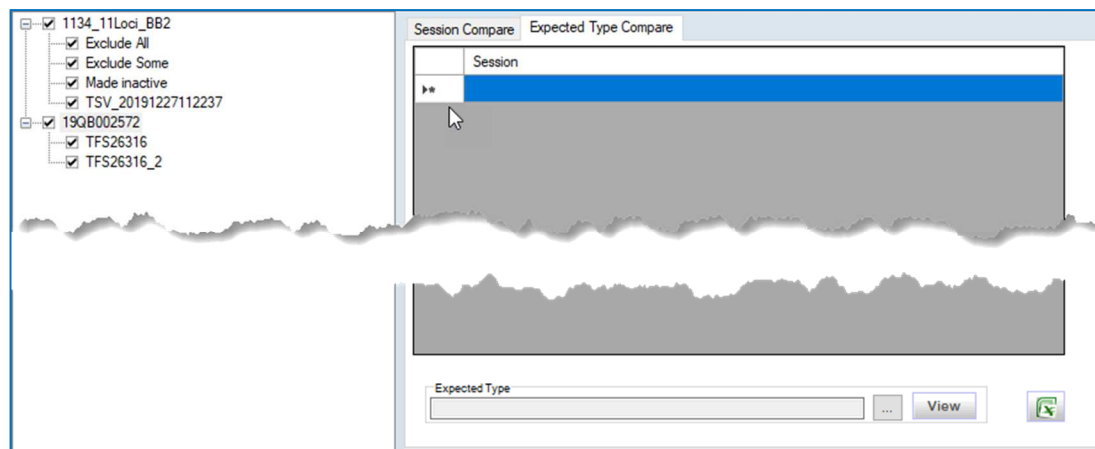 1134_11Loci_BB2
Exclude All
Exclude Some
Made inactive
TSV_20191227112237
19QB002572
TFS26316
TFS26316_2
Session Compare
Expected Type Compare
Session
Expected Type
...
View